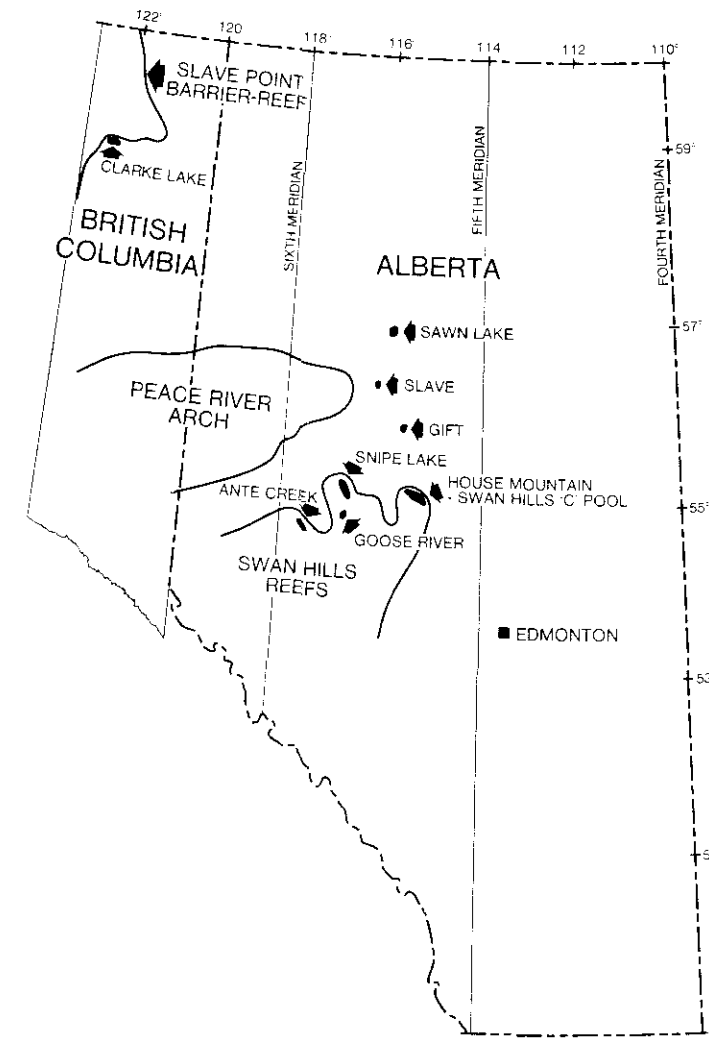 122°
120
118°
116°
114
112
110°
SLAVE POINT
BARRIER-REEF
CLARKE LAKE
59°
BRITISH
COLUMBIA
SIXTH MERIDIAN
FIFTH MERIDIAN
FOURTH MERIDIAN
ALBERTA
57°
SAWN LAKE
SLAVE
GIFT
PEACE RIVER
ARCH
SNIPE LAKE
ANTE CREEK
HOUSE MOUNTAIN
- SWAN HILLS 'C' POOL
55°
GOOSE RIVER
SWAN HILLS
REEFS
EDMONTON
53